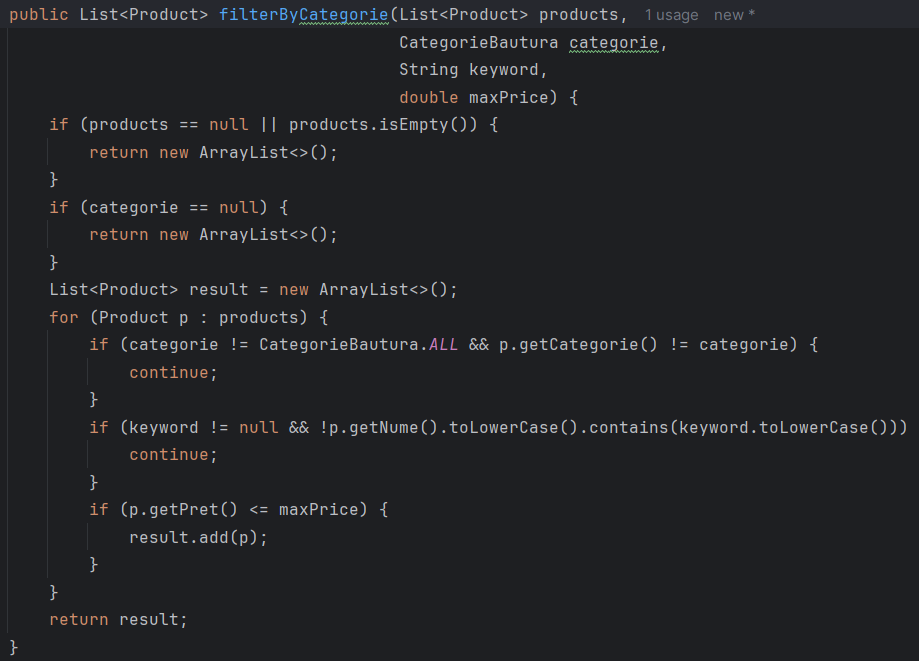 public List<Product> filterByCategorie(List<Product> products, 1 usage new *
                                       CategorieBautura categorie,
                                       String keyword,
                                       double maxPrice) {
    if (products == null || products.isEmpty()) {
        return new ArrayList<>();
    }
    if (categorie == null) {
        return new ArrayList<>();
    }
    List<Product> result = new ArrayList<>();
    for (Product p : products) {
        if (categorie != CategorieBautura.ALL && p.getCategorie() != categorie) {
            continue;
        }
        if (keyword != null && !p.getNume().toLowerCase().contains(keyword.toLowerCase()))
            continue;
        }
        if (p.getPret() <= maxPrice) {
            result.add(p);
        }
    }
    return result;
}